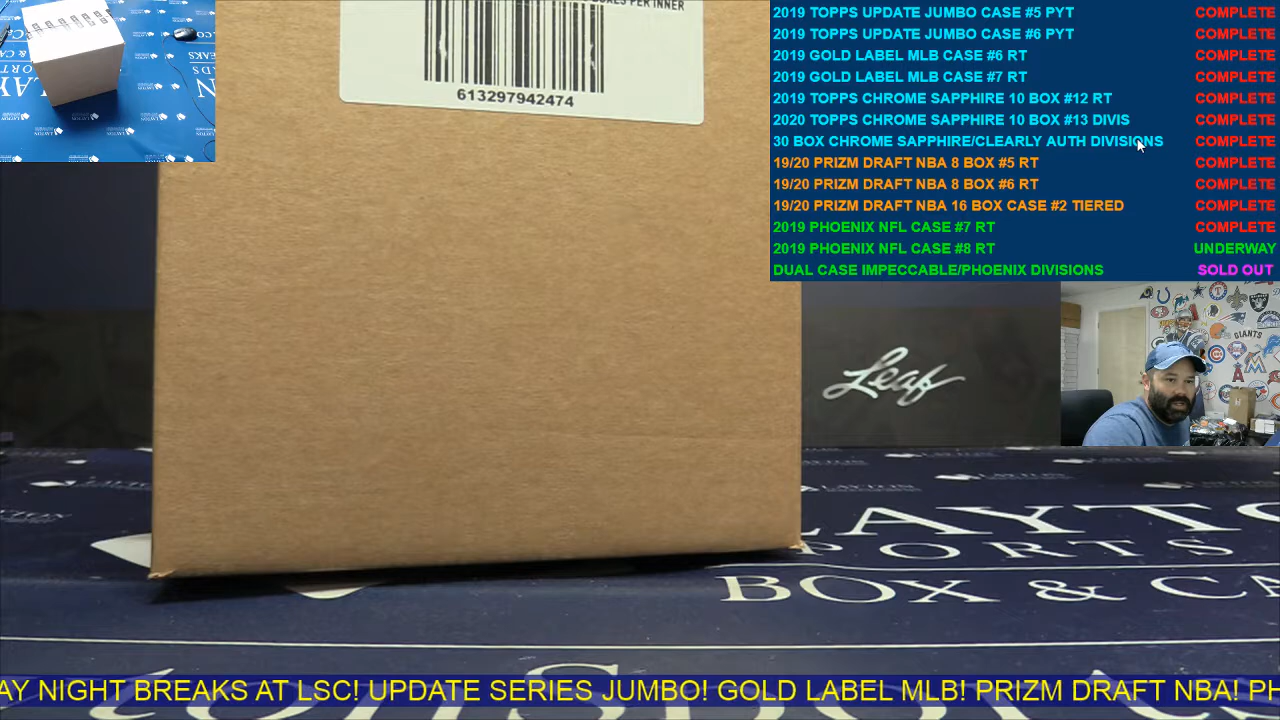 BOXES PER INNER
613297942474
2019 TOPPS UPDATE JUMBO CASE #5 PYT COMPLETE
2019 TOPPS UPDATE JUMBO CASE #6 PYT COMPLETE
2019 GOLD LABEL MLB CASE #6 RT COMPLETE
2019 GOLD LABEL MLB CASE #7 RT COMPLETE
2019 TOPPS CHROME SAPPHIRE 10 BOX #12 RT COMPLETE
2020 TOPPS CHROME SAPPHIRE 10 BOX #13 DIVIS COMPLETE
30 BOX CHROME SAPPHIRE/CLEARLY AUTH DIVISIONS COMPLETE
19/20 PRIZM DRAFT NBA 8 BOX #5 RT COMPLETE
19/20 PRIZM DRAFT NBA 8 BOX #6 RT COMPLETE
19/20 PRIZM DRAFT NBA 16 BOX CASE #2 TIERED COMPLETE
2019 PHOENIX NFL CASE #7 RT COMPLETE
2019 PHOENIX NFL CASE #8 RT UNDERWAY
DUAL CASE IMPECCABLE/PHOENIX DIVISIONS SOLD OUT
GIANTS
Leaf
LAYTO
PORTS
BOX & CA
AY NIGHT BREAKS AT LSC! UPDATE SERIES JUMBO! GOLD LABEL MLB! PRIZM DRAFT NBA! PH